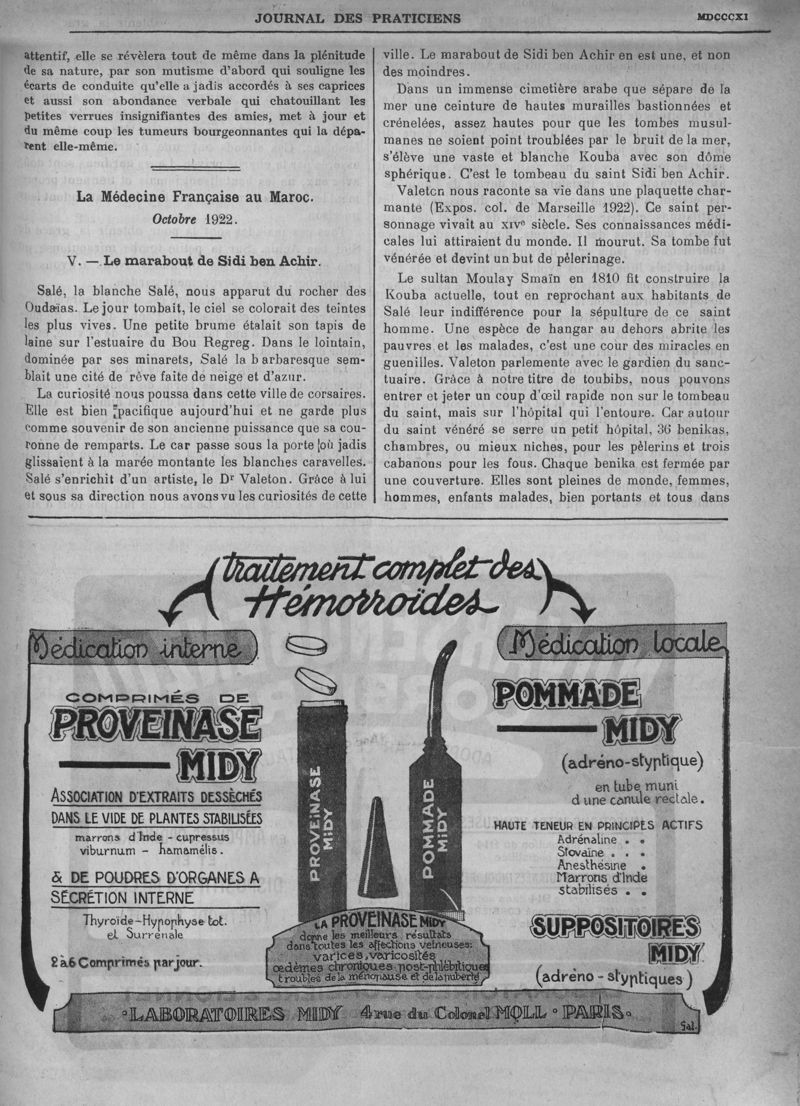 JOURNAL DES PRATICIENS
MDCCCXI
attentif, elle se révèlera tout de même dans la plénitude
de sa nature, par son mutisme d'abord qui souligne les
écarts de conduite qu'elle a jadis accordés à ses caprices
et aussi son abondance verbale qui chatouillant les
petites verrues insignifiantes des amies, met à jour et
du même coup les tumeurs bourgeonnantes qui la dépa-
rent elle-même.
La Médecine Française au Maroc.
Octobre 1922.
V. — Le marabout de Sidi ben Achir.
Salé, la blanche Salé, nous apparut du rocher des
Oudaïas. Le jour tombait, le ciel se colorait des teintes
les plus vives. Une petite brume étalait son tapis de
laine sur l'estuaire du Bou Regreg. Dans le lointain,
dominée par ses minarets, Salé la barbaresque sem-
blait une cité de rêve faite de neige et d'azur.
La curiosité nous poussa dans cette ville de corsaires.
Elle est bien pacifique aujourd'hui et ne garde plus
comme souvenir de son ancienne puissance que sa cou-
ronne de remparts. Le car passe sous la porte où jadis
glissaient à la marée montante les blanches caravelles.
Salé s'enrichit d'un artiste, le Dr Valeton. Grâce à lui
et sous sa direction nous avons vu les curiosités de cette
ville. Le marabout de Sidi ben Achir en est une, et non
des moindres.
Dans un immense cimetière arabe que sépare de la
mer une ceinture de hautes murailles bastionnées et
crénelées, assez hautes pour que les tombes musul-
manes ne soient point troublées par le bruit de la mer,
s'élève une vaste et blanche Kouba avec son dôme
sphérique. C'est le tombeau du saint Sidi ben Achir.
Valeton nous raconte sa vie dans une plaquette char-
mante (Expos. col. de Marseille 1922). Ce saint per-
sonnage vivait au XIVe siècle. Ses connaissances médi-
cales lui attiraient du monde. Il mourut. Sa tombe fut
vénérée et devint un but de pèlerinage.
Le sultan Moulay Smaïn en 1810 fit construire la
Kouba actuelle, tout en reprochant aux habitants de
Salé leur indifférence pour la sépulture de ce saint
homme. Une espèce de hangar au dehors abrite les
pauvres et les malades, c'est une cour des miracles en
guenilles. Valeton parlemente avec le gardien du sanc-
tuaire. Grâce à notre titre de toubibs, nous pouvons
entrer et jeter un coup d'œil rapide non sur le tombeau
du saint, mais sur l'hôpital qui l'entoure. Car autour
du saint vénéré se serre un petit hôpital, 36 benikas,
chambres, ou mieux niches, pour les pèlerins et trois
cabanons pour les fous. Chaque benika est fermée par
une couverture. Elles sont pleines de monde, femmes,
hommes, enfants malades, bien portants et tous dans
traitement complet des
Hémorroïdes
Médication interne
COMPRIMÉS DE
PROVEINASE
MIDY
ASSOCIATION D'EXTRAITS DESSÉCHÉS
DANS LE VIDE DE PLANTES STABILISÉES
marrons d'Inde - cupressus
viburnum - hamamélis.
& DE POUDRES D'ORGANES A
SÉCRÉTION INTERNE
Thyroïde-Hypophyse tot.
et Surrénale
2 à 6 Comprimés par jour.
PROVEINASE MIDY
POMMADE MIDY
LA PROVEINASE MIDY
donne les meilleurs résultats
dans toutes les affections veineuses:
varices, varicosités
œdèmes chroniques post-phlébitiques
troubles de la ménopause et de la puberté
Médication locale
POMMADE
MIDY
(adréno-styptique)
en tube muni
d'une canule rectale.
HAUTE TENEUR EN PRINCIPES ACTIFS
Adrénaline . .
Stovaïne . . .
Anesthésine .
Marrons d'Inde
stabilisés . .
SUPPOSITOIRES
MIDY
(adréno-styptiques)
LABORATOIRES MIDY 4 rue du Colonel MOLL PARIS
Gal.